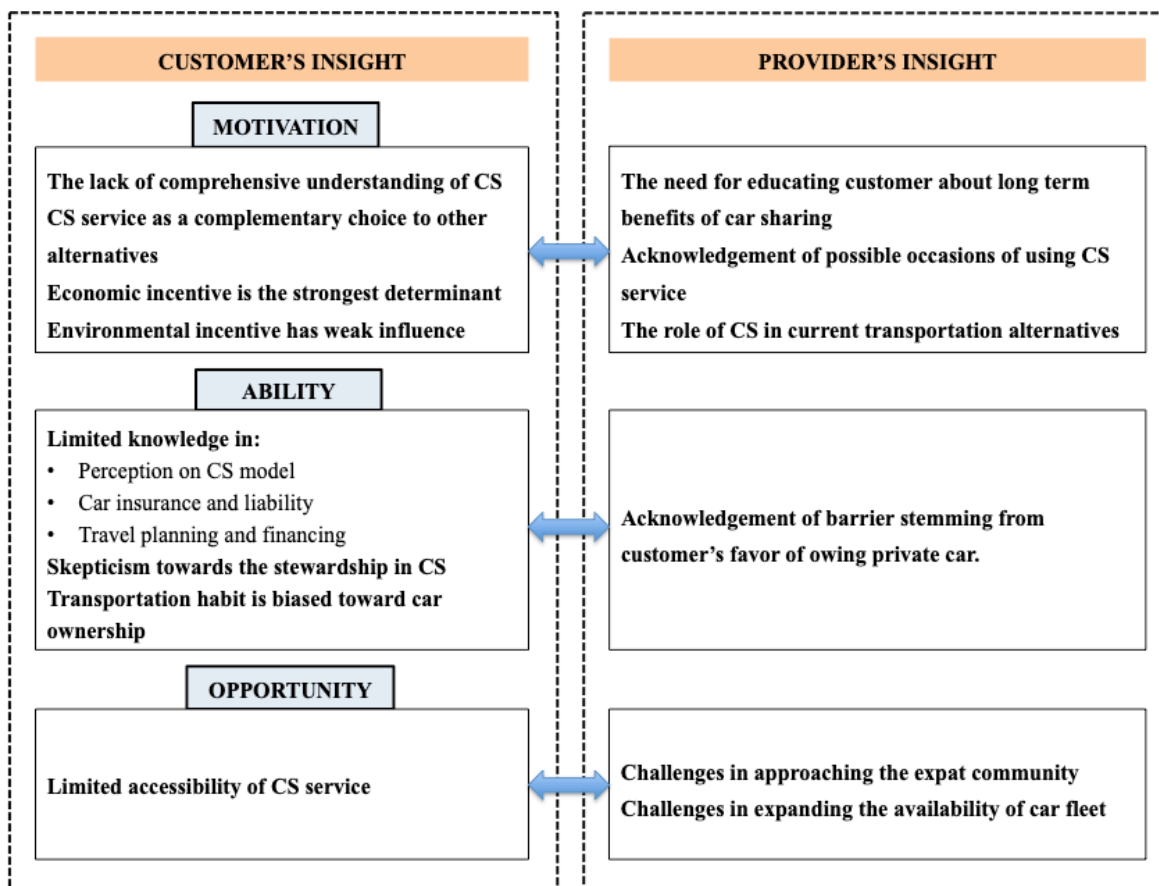 CUSTOMER'S INSIGHT
PROVIDER'S INSIGHT
MOTIVATION
The lack of comprehensive understanding of CS
CS service as a complementary choice to other
alternatives
Economic incentive is the strongest determinant
Environmental incentive has weak influence
The need for educating customer about long term
benefits of car sharing
Acknowledgement of possible occasions of using CS
service
The role of CS in current transportation alternatives
ABILITY
Limited knowledge in:
• Perception on CS model
• Car insurance and liability
• Travel planning and financing
Skepticism towards the stewardship in CS
Transportation habit is biased toward car
ownership
Acknowledgement of barrier stemming from
customer's favor of owing private car.
OPPORTUNITY
Limited accessibility of CS service
Challenges in approaching the expat community
Challenges in expanding the availability of car fleet